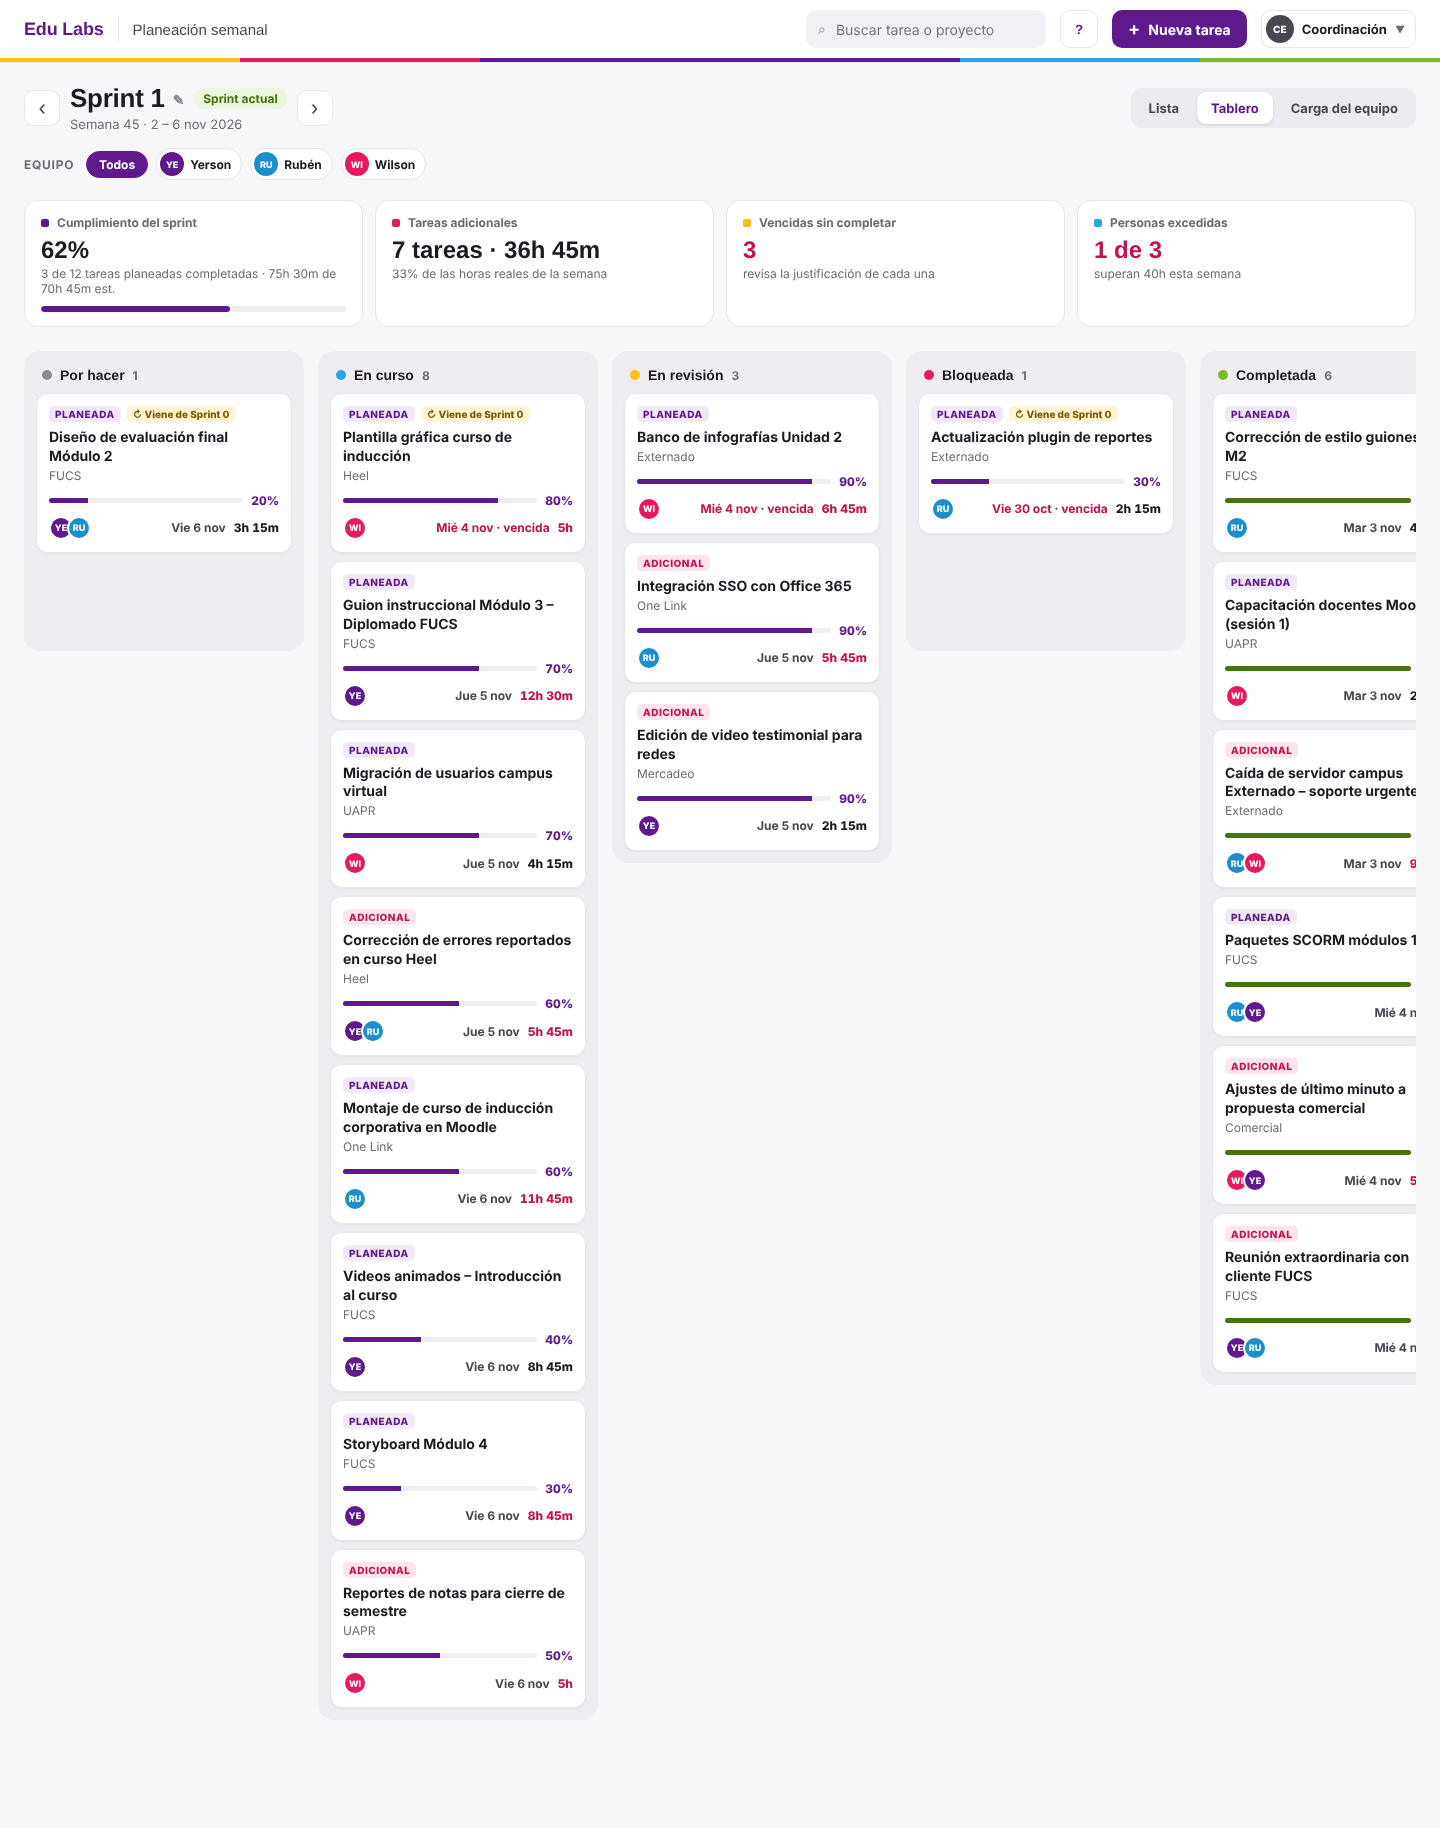 Edu Labs
Planeación semanal
Buscar tarea o proyecto
?
+ Nueva tarea
CE Coordinación ▼
‹
Sprint 1 ✎ Sprint actual
Semana 45 · 2 – 6 nov 2026
›
Lista
Tablero
Carga del equipo
EQUIPO
Todos
YE Yerson
RU Rubén
WI Wilson
Cumplimiento del sprint
62%
3 de 12 tareas planeadas completadas · 75h 30m de
70h 45m est.
Tareas adicionales
7 tareas · 36h 45m
33% de las horas reales de la semana
Vencidas sin completar
3
revisa la justificación de cada una
Personas excedidas
1 de 3
superan 40h esta semana
Por hacer 1
PLANEADA ↻ Viene de Sprint 0
Diseño de evaluación final
Módulo 2
FUCS
20%
YE RU Vie 6 nov 3h 15m
En curso 8
PLANEADA ↻ Viene de Sprint 0
Plantilla gráfica curso de
inducción
Heel
80%
WI Mié 4 nov · vencida 5h
PLANEADA
Guion instruccional Módulo 3 –
Diplomado FUCS
FUCS
70%
YE Jue 5 nov 12h 30m
PLANEADA
Migración de usuarios campus
virtual
UAPR
70%
WI Jue 5 nov 4h 15m
ADICIONAL
Corrección de errores reportados
en curso Heel
Heel
60%
YE RU Jue 5 nov 5h 45m
PLANEADA
Montaje de curso de inducción
corporativa en Moodle
One Link
60%
RU Vie 6 nov 11h 45m
PLANEADA
Videos animados – Introducción
al curso
FUCS
40%
YE Vie 6 nov 8h 45m
PLANEADA
Storyboard Módulo 4
FUCS
30%
YE Vie 6 nov 8h 45m
ADICIONAL
Reportes de notas para cierre de
semestre
UAPR
50%
WI Vie 6 nov 5h
En revisión 3
PLANEADA
Banco de infografías Unidad 2
Externado
90%
WI Mié 4 nov · vencida 6h 45m
ADICIONAL
Integración SSO con Office 365
One Link
90%
RU Jue 5 nov 5h 45m
ADICIONAL
Edición de video testimonial para
redes
Mercadeo
90%
YE Jue 5 nov 2h 15m
Bloqueada 1
PLANEADA ↻ Viene de Sprint 0
Actualización plugin de reportes
Externado
30%
RU Vie 30 oct · vencida 2h 15m
Completada 6
PLANEADA
Corrección de estilo guiones
M2
FUCS
RU Mar 3 nov 4
PLANEADA
Capacitación docentes Moo
(sesión 1)
UAPR
WI Mar 3 nov 2
ADICIONAL
Caída de servidor campus
Externado – soporte urgente
Externado
RU WI Mar 3 nov 9
PLANEADA
Paquetes SCORM módulos 1
FUCS
RU YE Mié 4 n
ADICIONAL
Ajustes de último minuto a
propuesta comercial
Comercial
WI YE Mié 4 nov 5
ADICIONAL
Reunión extraordinaria con
cliente FUCS
FUCS
YE RU Mié 4 n